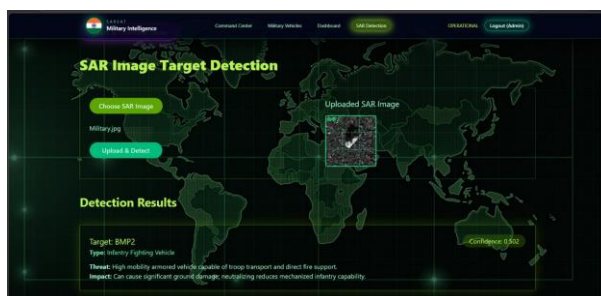 SARSAT
Military Intelligence
Command Center Military Vehicles Dashboard SAR Detection OPERATIONAL Logout (Admin)
SAR Image Target Detection
Choose SAR Image
Military.jpg
Upload & Detect
Uploaded SAR Image
Detection Results
Target: BMP2
Confidence: 0.502
Type: Infantry Fighting Vehicle
Threat: High mobility armored vehicle capable of troop transport and direct fire support.
Impact: Can cause significant ground damage; neutralizing reduces mechanized infantry capability.